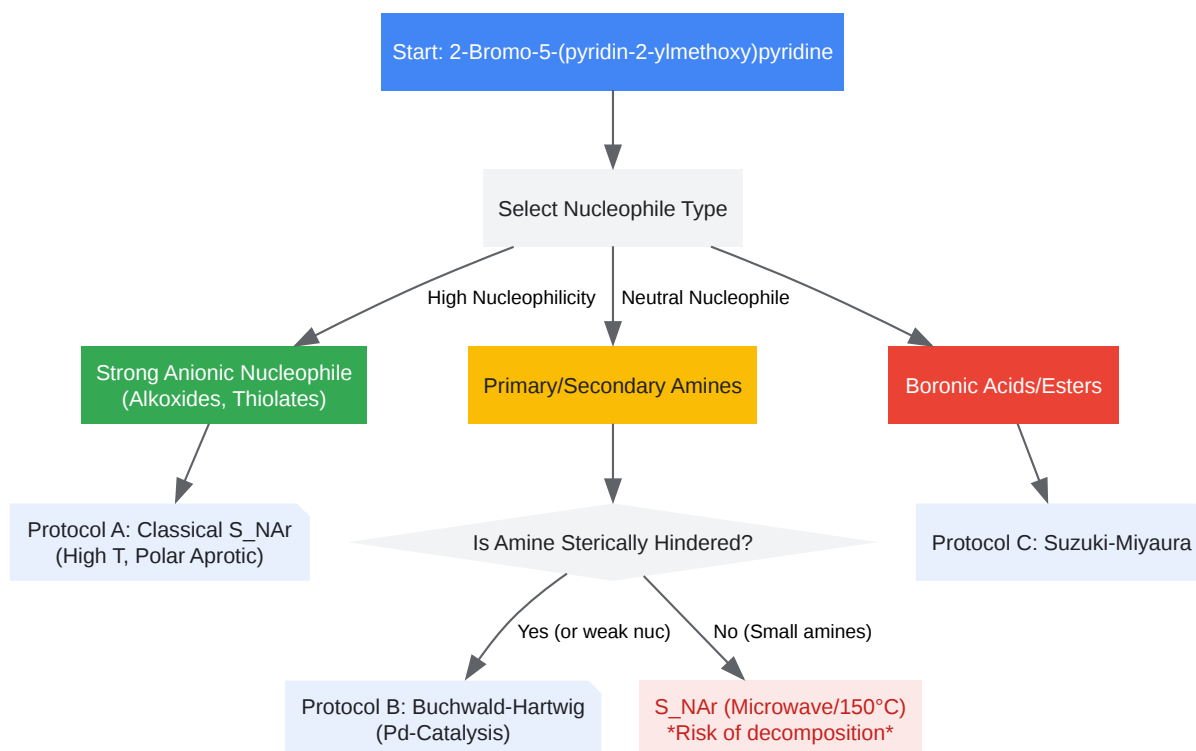 Start: 2-Bromo-5-(pyridin-2-ylmethoxy)pyridine
Select Nucleophile Type
High Nucleophilicity
Neutral Nucleophile
Strong Anionic Nucleophile
(Alkoxides, Thiolates)
Primary/Secondary Amines
Boronic Acids/Esters
Protocol A: Classical S_NAr
(High T, Polar Aprotic)
Is Amine Sterically Hindered?
Protocol C: Suzuki-Miyaura
Yes (or weak nuc)
No (Small amines)
Protocol B: Buchwald-Hartwig
(Pd-Catalysis)
S_NAr (Microwave/150°C)
*Risk of decomposition*